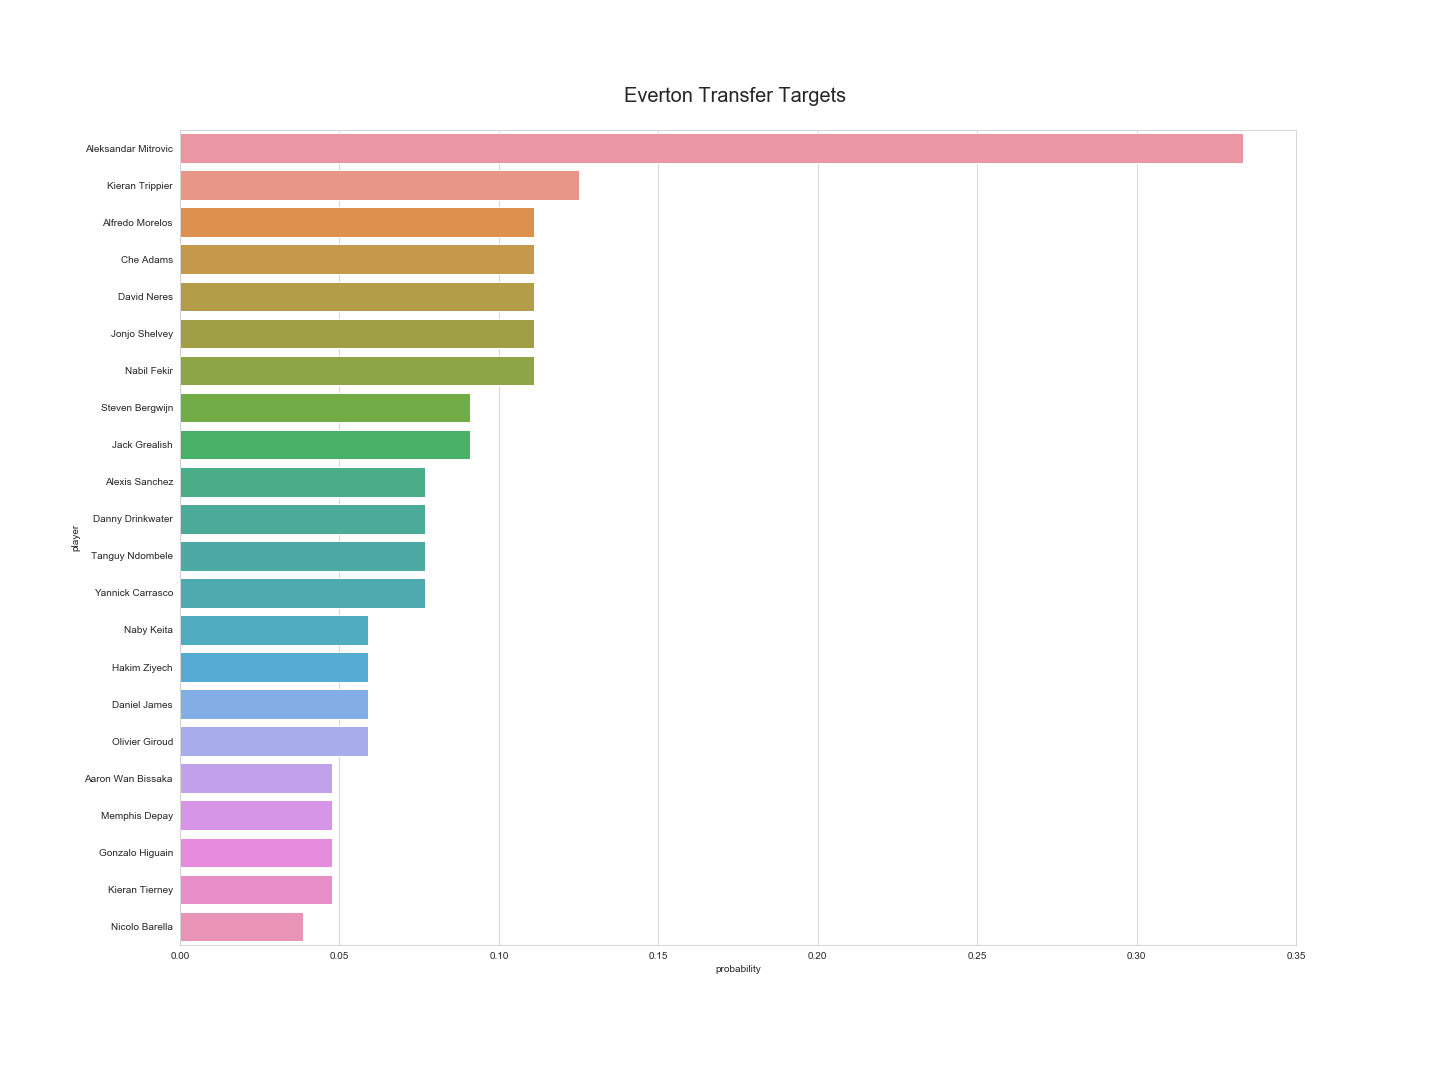 Everton Transfer Targets
Aleksandar Mitrovic
Kieran Trippier
Alfredo Morelos
Che Adams
David Neres
Jonjo Shelvey
Nabil Fekir
Steven Bergwijn
Jack Grealish
Alexis Sanchez
Danny Drinkwater
Tanguy Ndombele
Yannick Carrasco
Naby Keita
Hakim Ziyech
Daniel James
Olivier Giroud
Aaron Wan Bissaka
Memphis Depay
Gonzalo Higuain
Kieran Tierney
Nicolo Barella
player
0.00 0.05 0.10 0.15 0.20 0.25 0.30 0.35
probability